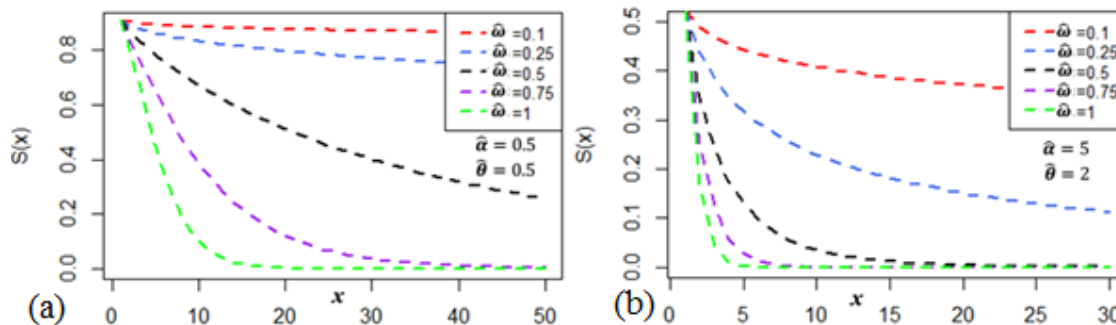 ω̂ =0.1
ω̂ =0.25
ω̂ =0.5
ω̂ =0.75
ω̂ =1
α̂ = 0.5
θ̂ = 0.5
S(x)
0.8
0.6
0.4
0.2
0.0
0 10 20 30 40 50
x
(a)
ω̂ =0.1
ω̂ =0.25
ω̂ =0.5
ω̂ =0.75
ω̂ =1
α̂ = 5
θ̂ = 2
S(x)
0.5
0.4
0.3
0.2
0.1
0.0
0 5 10 15 20 25 30
x
(b)